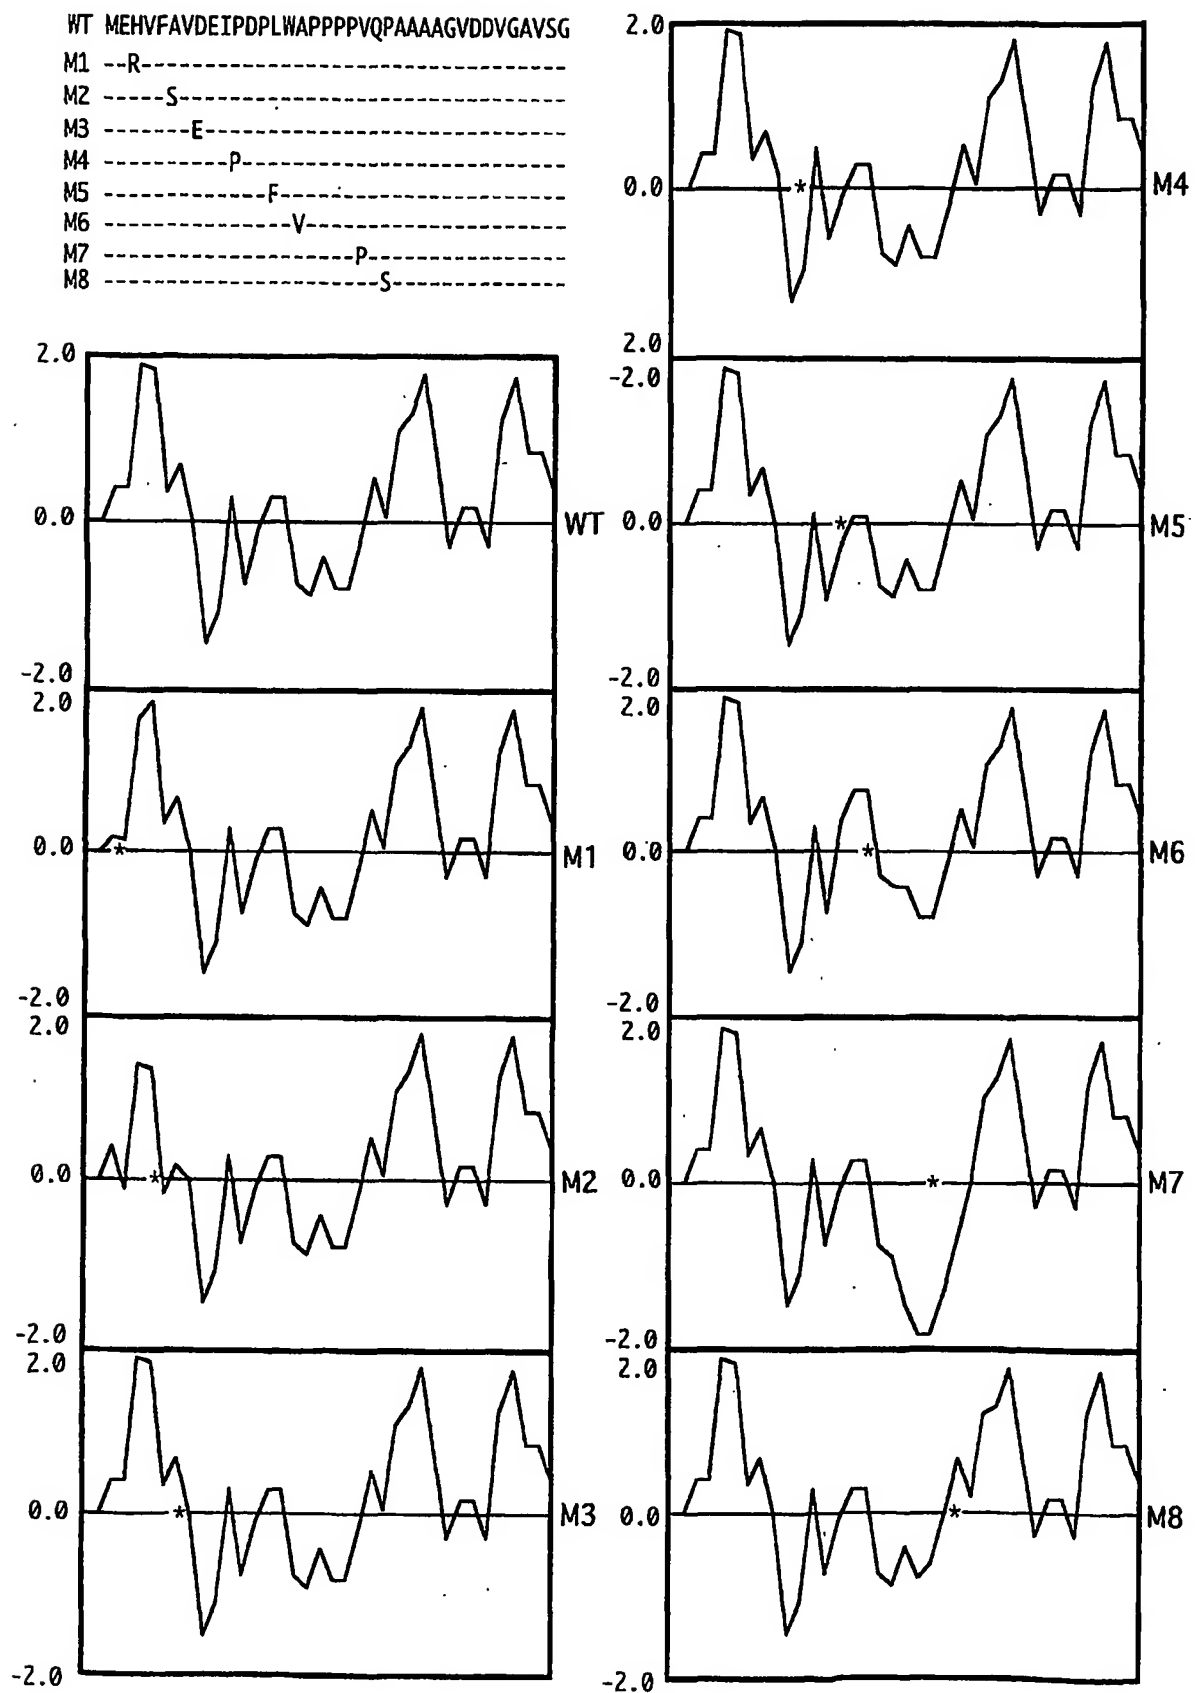 WT MEHVFAVDEIPDPLWAPPPPVQPAAAAGVDDVGAVSG
M1 --R----------------------------------
M2 -----S-------------------------------
M3 -------E-----------------------------
M4 ----------P--------------------------
M5 -------------F-----------------------
M6 ---------------V---------------------
M7 --------------------P----------------
M8 ----------------------S--------------
2.0
0.0
WT
-2.0
2.0
0.0
*
M1
-2.0
2.0
0.0
*
M2
-2.0
2.0
0.0
*
M3
-2.0
2.0
0.0
*
M4
2.0
-2.0
0.0
*
M5
-2.0
2.0
0.0
*
M6
-2.0
2.0
0.0
*
M7
-2.0
2.0
0.0
*
M8
-2.0